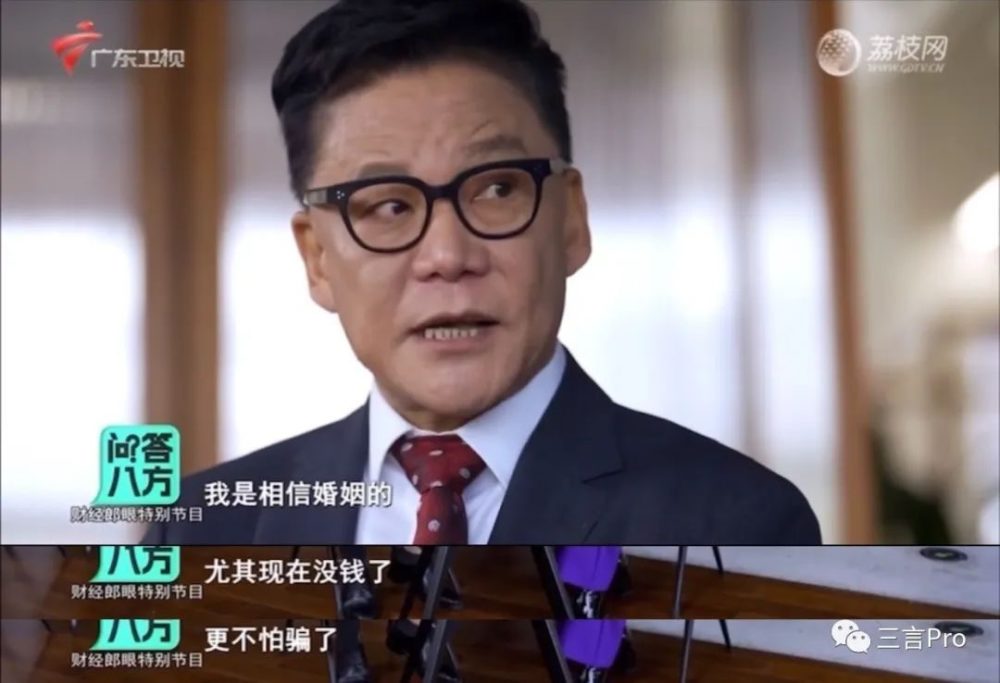 广东卫视
荔枝网
WWW.GDTV.CN
问?答
八方
财经郎眼特别节目
我是相信婚姻的
八方
财经郎眼特别节目
尤其现在没钱了
八方
财经郎眼特别节目
更不怕骗了
三言Pro